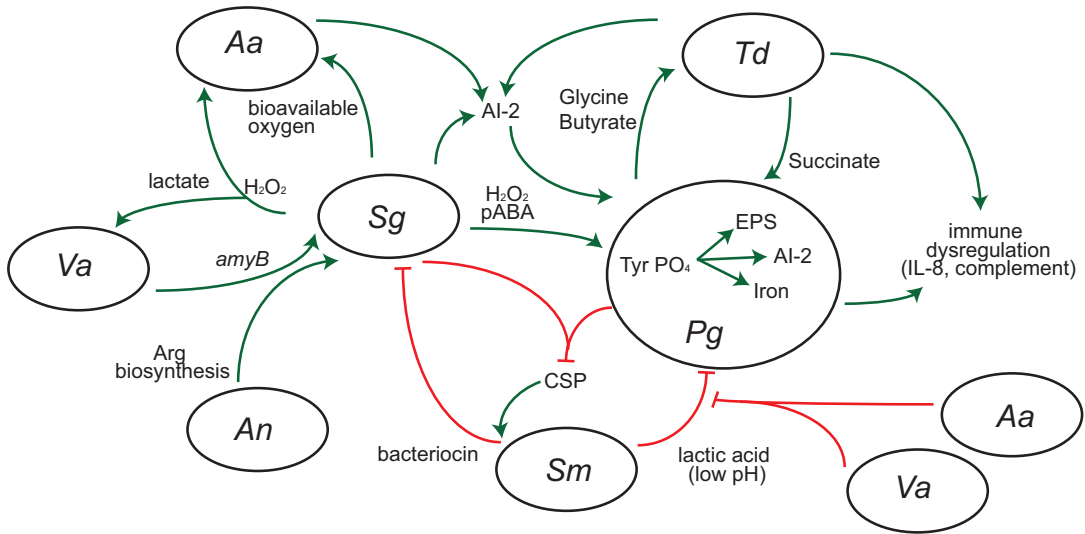 Aa
Td
bioavailable
oxygen
AI-2
Glycine
Butyrate
Succinate
lactate
H₂O₂
Sg
H₂O₂
pABA
EPS
Tyr PO₄
AI-2
Iron
Pg
immune
dysregulation
(IL-8, complement)
Va
amyB
Arg
biosynthesis
CSP
An
bacteriocin
Sm
lactic acid
(low pH)
Aa
Va